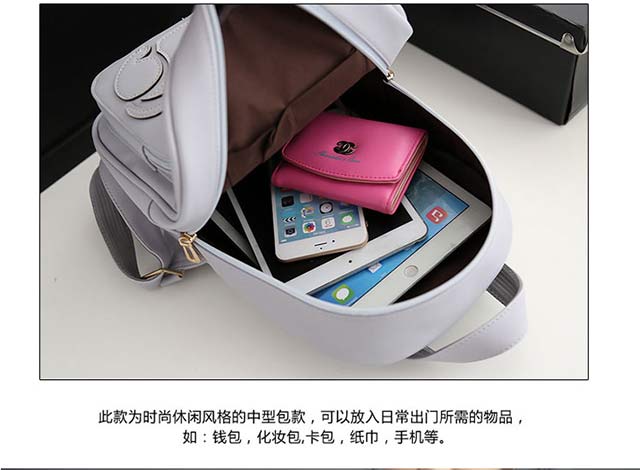 此款为时尚休闲风格的中型包款，可以放入日常出门所需的物品，
如：钱包，化妆包,卡包，纸巾，手机等。